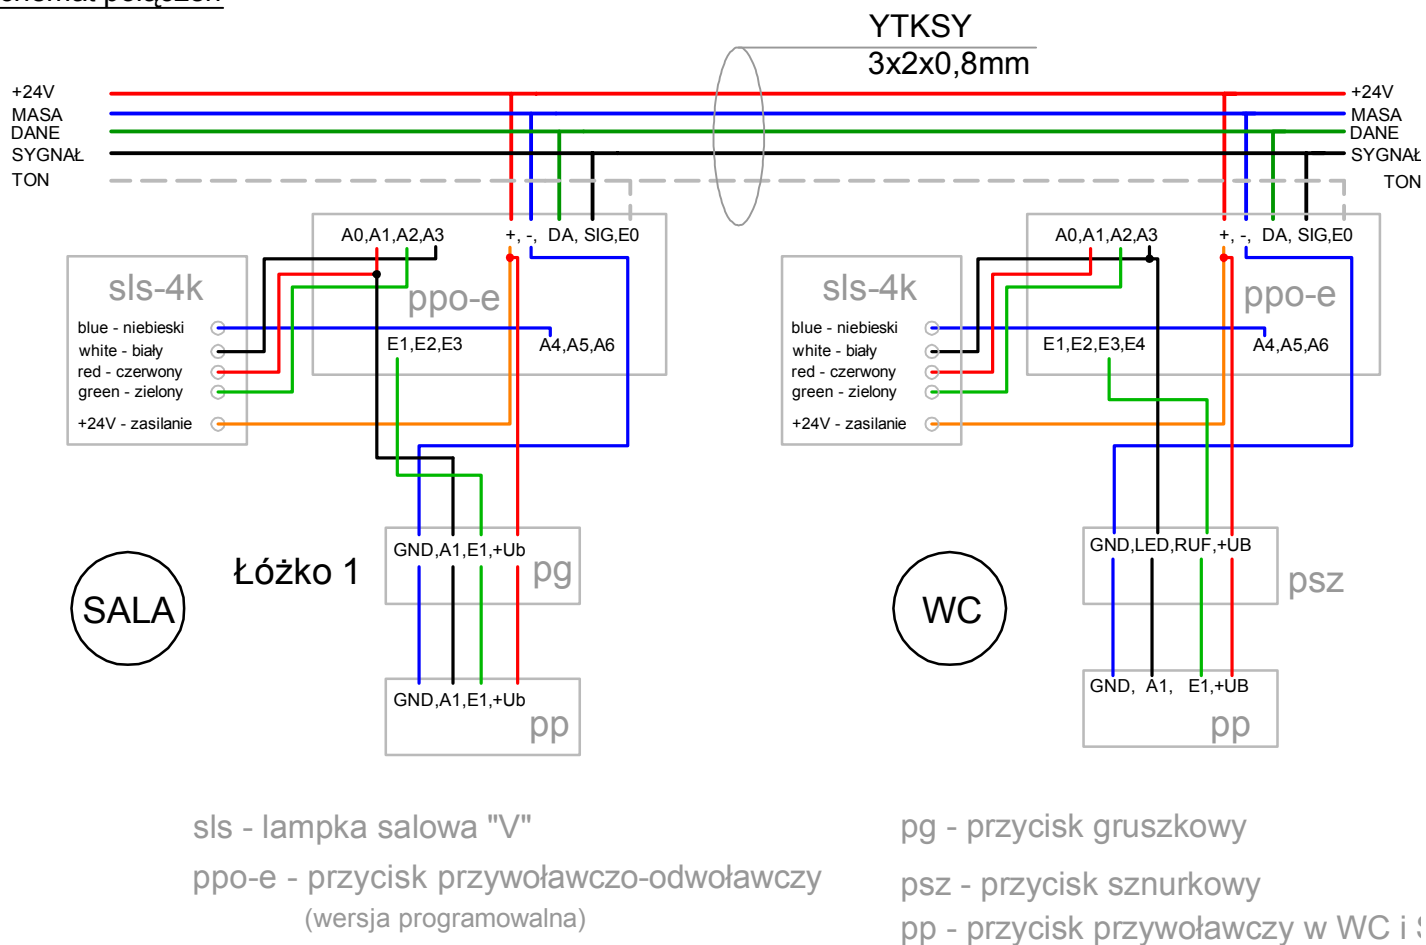 schemat połączeń
YTKSY
3x2x0,8mm
+24V
MASA
DANE
SYGNAŁ
TON
+24V
MASA
DANE
SYGNAŁ
TON
A0,A1,A2,A3
+, -, DA, SIG,E0
sls-4k
ppo-e
blue - niebieski
white - biały
red - czerwony
green - zielony
+24V - zasilanie
E1,E2,E3
A4,A5,A6
A0,A1,A2,A3
+, -, DA, SIG,E0
sls-4k
ppo-e
blue - niebieski
white - biały
red - czerwony
green - zielony
+24V - zasilanie
E1,E2,E3,E4
A4,A5,A6
SALA
Łóżko 1
GND,A1,E1,+Ub
pg
GND,A1,E1,+Ub
pp
WC
GND,LED,RUF,+UB
psz
GND, A1, E1,+UB
pp
sls - lampka salowa "V"
ppo-e - przycisk przywoławczo-odwoławczy
(wersja programowalna)
pg - przycisk gruszkowy
psz - przycisk sznurkowy
pp - przycisk przywoławczy w WC i